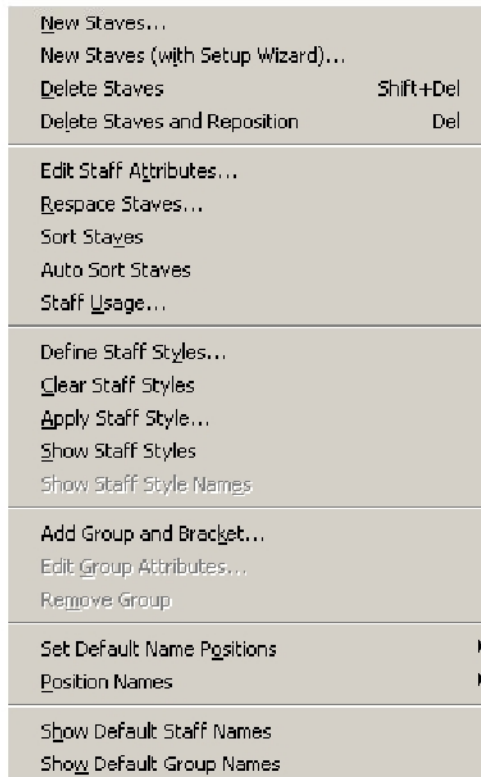 New Staves...
New Staves (with Setup Wizard)...
Delete Staves Shift+Del
Delete Staves and Reposition Del
Edit Staff Attributes...
Respace Staves...
Sort Staves
Auto Sort Staves
Staff Usage...
Define Staff Styles...
Clear Staff Styles
Apply Staff Style...
Show Staff Styles
Show Staff Style Names
Add Group and Bracket...
Edit Group Attributes...
Remove Group
Set Default Name Positions
Position Names
Show Default Staff Names
Show Default Group Names